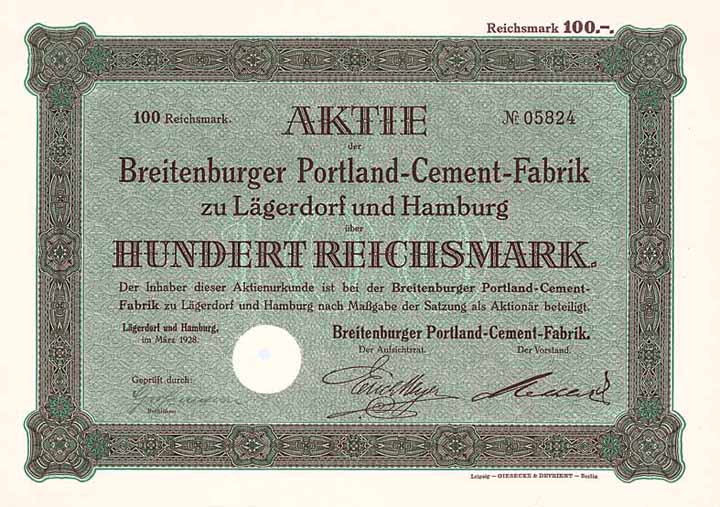 Reichsmark 100.-.
100 Reichsmark. AKTIE № 05824
der
Breitenburger Portland-Cement-Fabrik
zu Lägerdorf und Hamburg
über
HUNDERT REICHSMARK.
Der Inhaber dieser Aktienurkunde ist bei der Breitenburger Portland-Cement-
Fabrik zu Lägerdorf und Hamburg nach Maßgabe der Satzung als Aktionär beteiligt.
Lägerdorf und Hamburg,
im März 1928.
Breitenburger Portland-Cement-Fabrik.
Der Aufsichtsrat. Der Vorstand.
Geprüft durch:
Erich Meyer
Leipzig — GIESECKE & DEVRIENT — Berlin